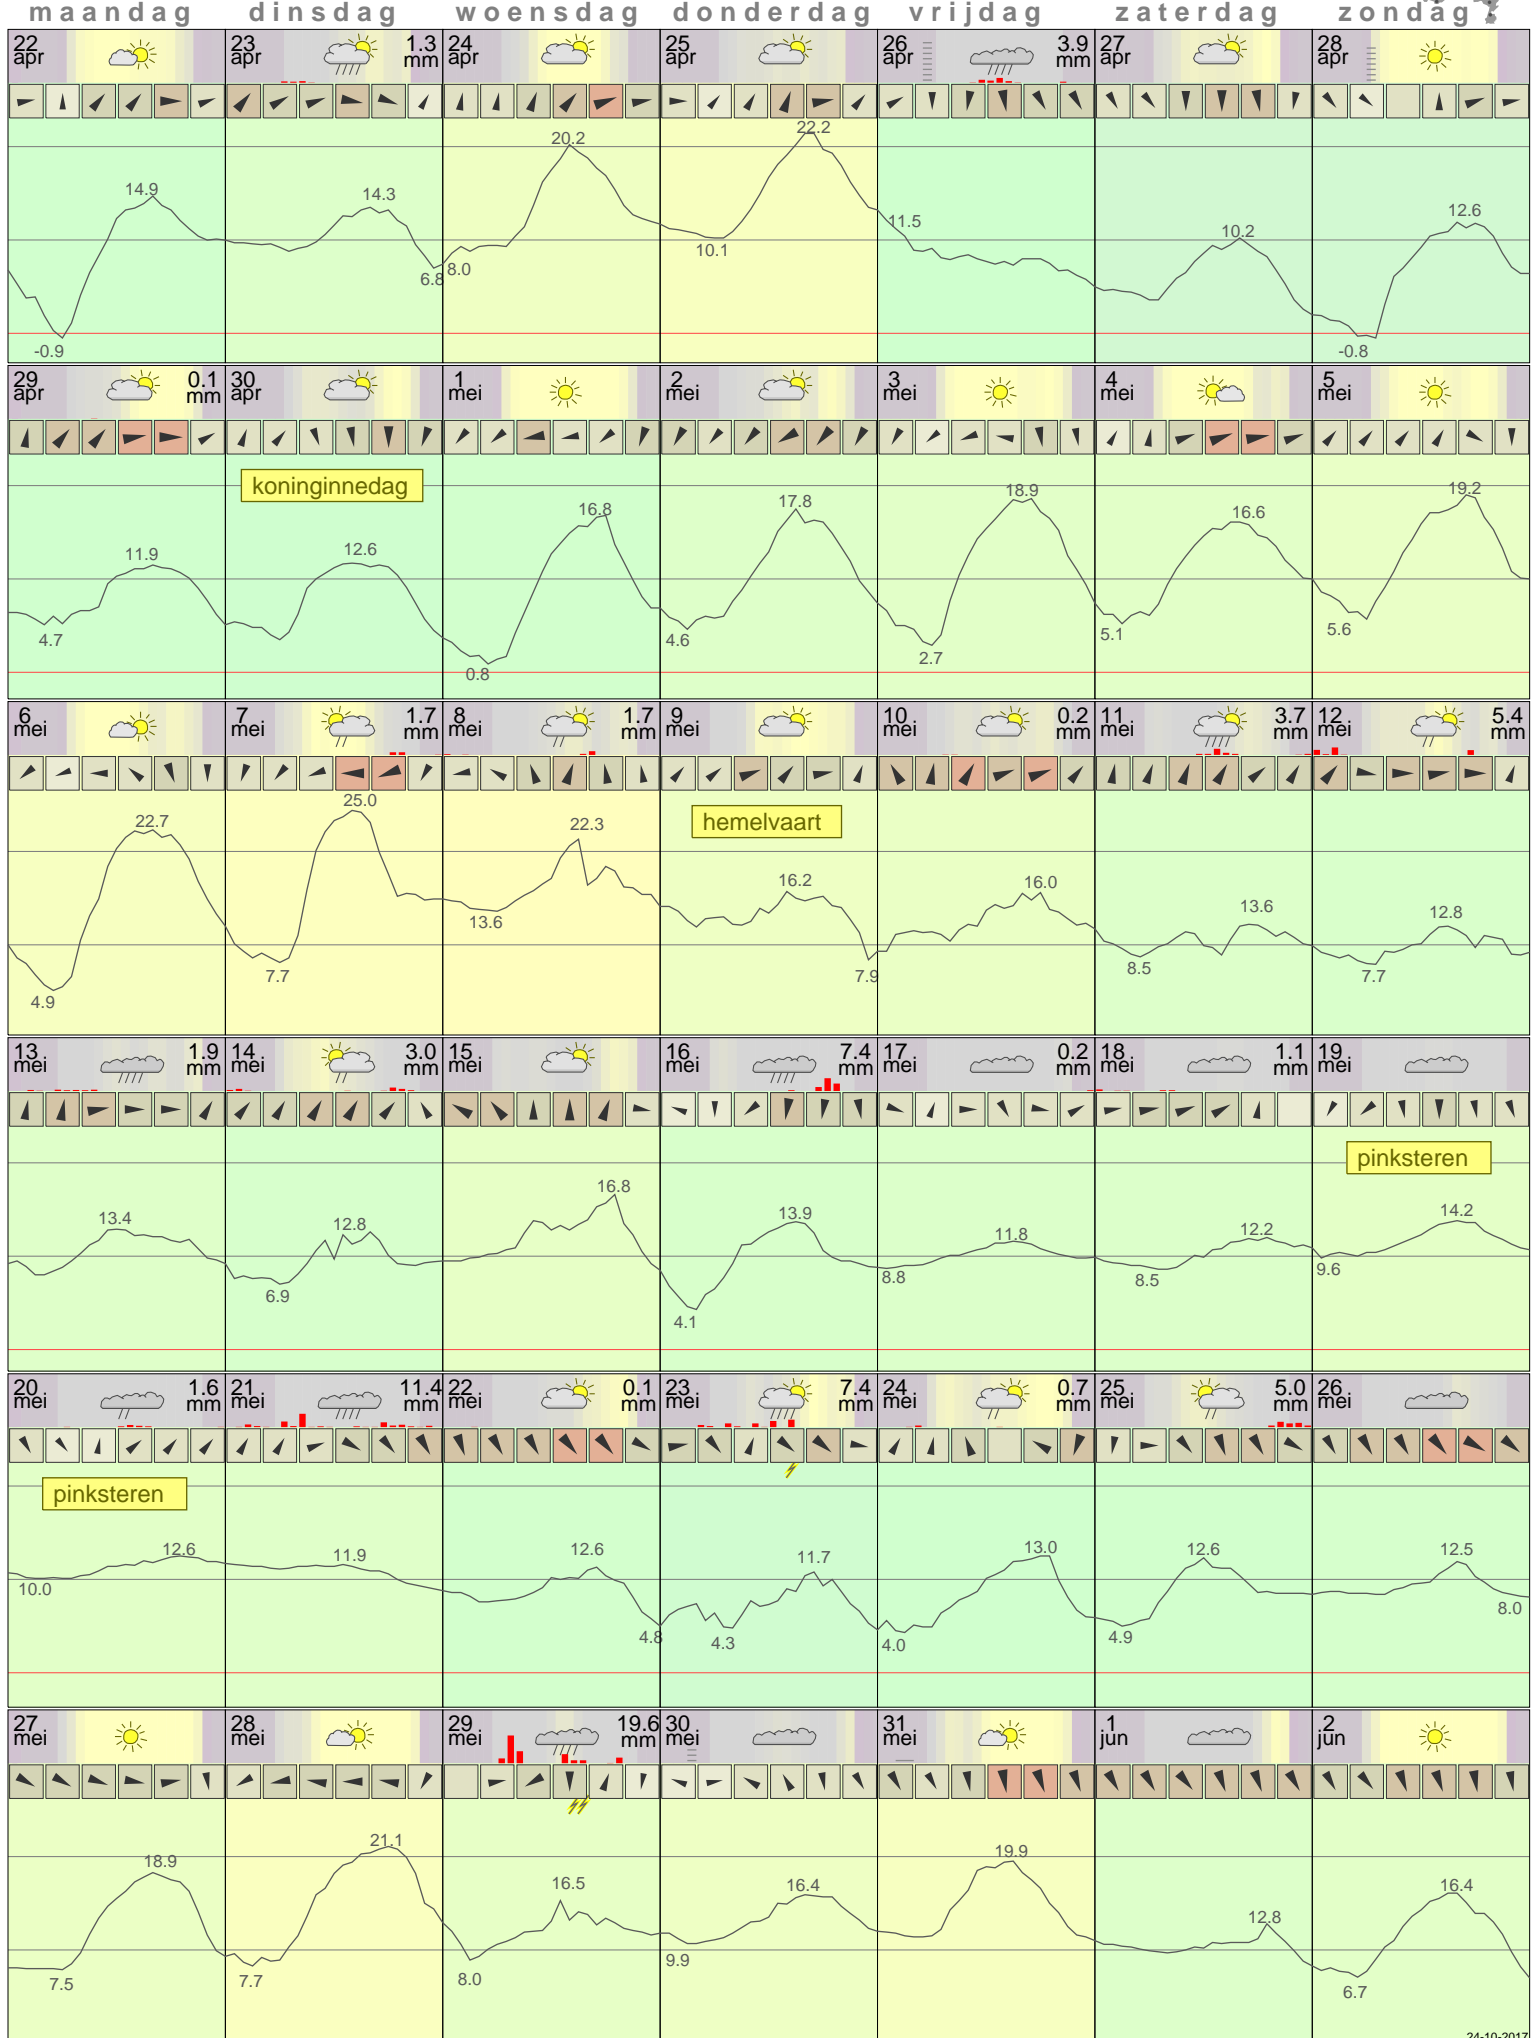 maandag dinsdag woensdag donderdag vrijdag zaterdag zondag
22 apr 23 apr 1.3 mm 24 apr 25 apr 26 apr 3.9 mm 27 apr 28 apr
14.9 -0.9 14.3 6.8 8.0 20.2 10.1 22.2 11.5 10.2 -0.8 12.6
29 apr 0.1 mm 30 apr 1 mei 2 mei 3 mei 4 mei 5 mei
koninginnedag
4.7 11.9 12.6 0.8 16.8 4.6 17.8 2.7 18.9 5.1 16.6 5.6 19.2
6 mei 7 mei 1.7 mm 8 mei 1.7 mm 9 mei 10 mei 0.2 mm 11 mei 3.7 mm 12 mei 5.4 mm
hemelvaart
4.9 22.7 7.7 25.0 13.6 22.3 16.2 7.9 16.0 8.5 13.6 7.7 12.8
13 mei 1.9 mm 14 mei 3.0 mm 15 mei 16 mei 7.4 mm 17 mei 0.2 mm 18 mei 1.1 mm 19 mei
pinksteren
13.4 6.9 12.8 16.8 4.1 13.9 8.8 11.8 8.5 12.2 9.6 14.2
20 mei 1.6 mm 21 mei 11.4 mm 22 mei 0.1 mm 23 mei 7.4 mm 24 mei 0.7 mm 25 mei 5.0 mm 26 mei
pinksteren
10.0 12.6 11.9 12.6 4.8 4.3 11.7 4.0 13.0 4.9 12.6 12.5 8.0
27 mei 28 mei 29 mei 19.6 mm 30 mei 31 mei 1 jun 2 jun
7.5 18.9 7.7 21.1 8.0 16.5 9.9 16.4 19.9 12.8 6.7 16.4
24-10-2017